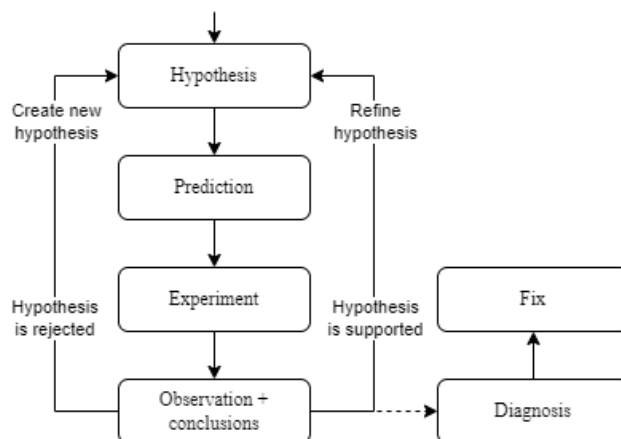 Hypothesis
Create new
hypothesis
Refine
hypothesis
Prediction
Experiment
Fix
Hypothesis
is rejected
Hypothesis
is supported
Observation +
conclusions
Diagnosis